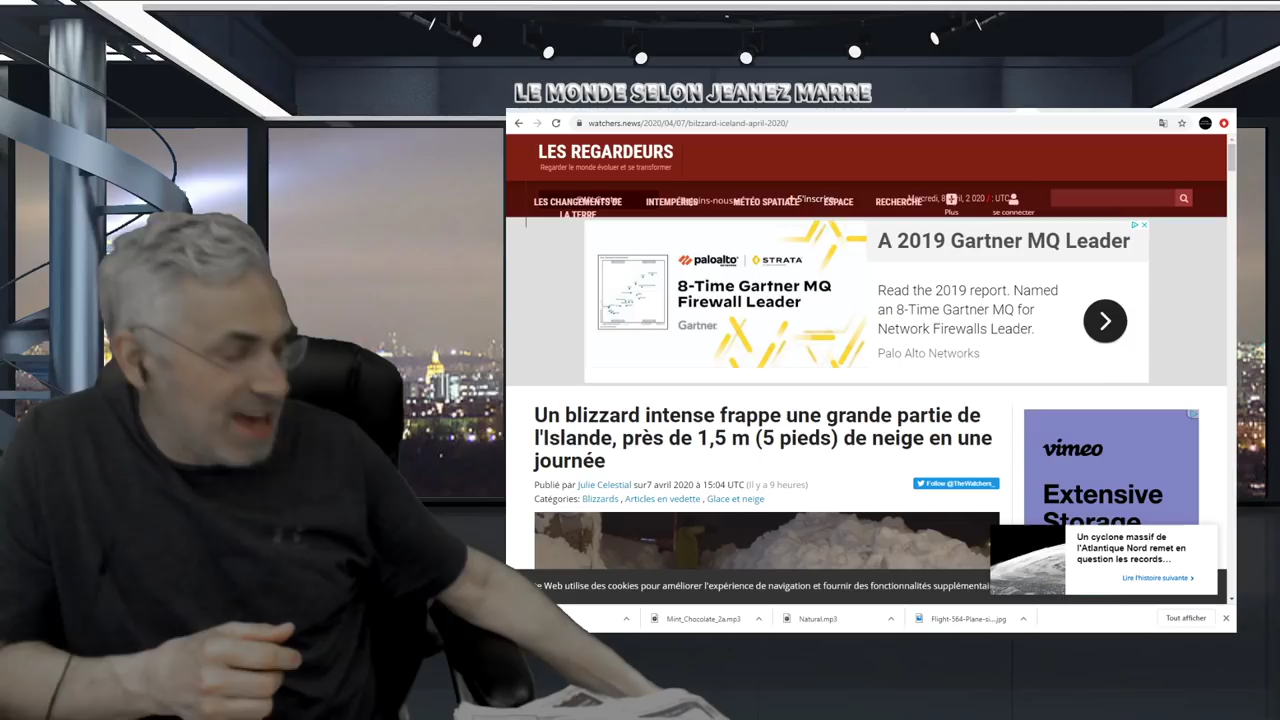 LE MONDE SELON JEANEZ MARRE
watchers.news/2020/04/07/bilzzard-iceland-april-2020/
LES REGARDEURS
Regarder le monde évoluer et se transformer
LES CHANGEMENTS DE LA TERRE
INTEMPÉRIES
MÉTÉO SPATIALE
S'inscrire
ESPACE
RECHERCHE
Plus
se connecter
paloalto STRATA
8-Time Gartner MQ
Firewall Leader
Gartner
A 2019 Gartner MQ Leader
Read the 2019 report. Named
an 8-Time Gartner MQ for
Network Firewalls Leader.
Palo Alto Networks
Un blizzard intense frappe une grande partie de
l'Islande, près de 1,5 m (5 pieds) de neige en une
journée
Publié par Julie Celestial sur7 avril 2020 à 15:04 UTC (Il y a 9 heures)
Catégories: Blizzards , Articles en vedette , Glace et neige
Follow @TheWatchers_
vimeo
Extensive
Storage
Un cyclone massif de
l'Atlantique Nord remet en
question les records...
Lire l'histoire suivante >
e Web utilise des cookies pour améliorer l'expérience de navigation et fournir des fonctionnalités supplémentai
Mint_Chocolate_2a.mp3
Natural.mp3
Flight-564-Plane-si....jpg
Tout afficher